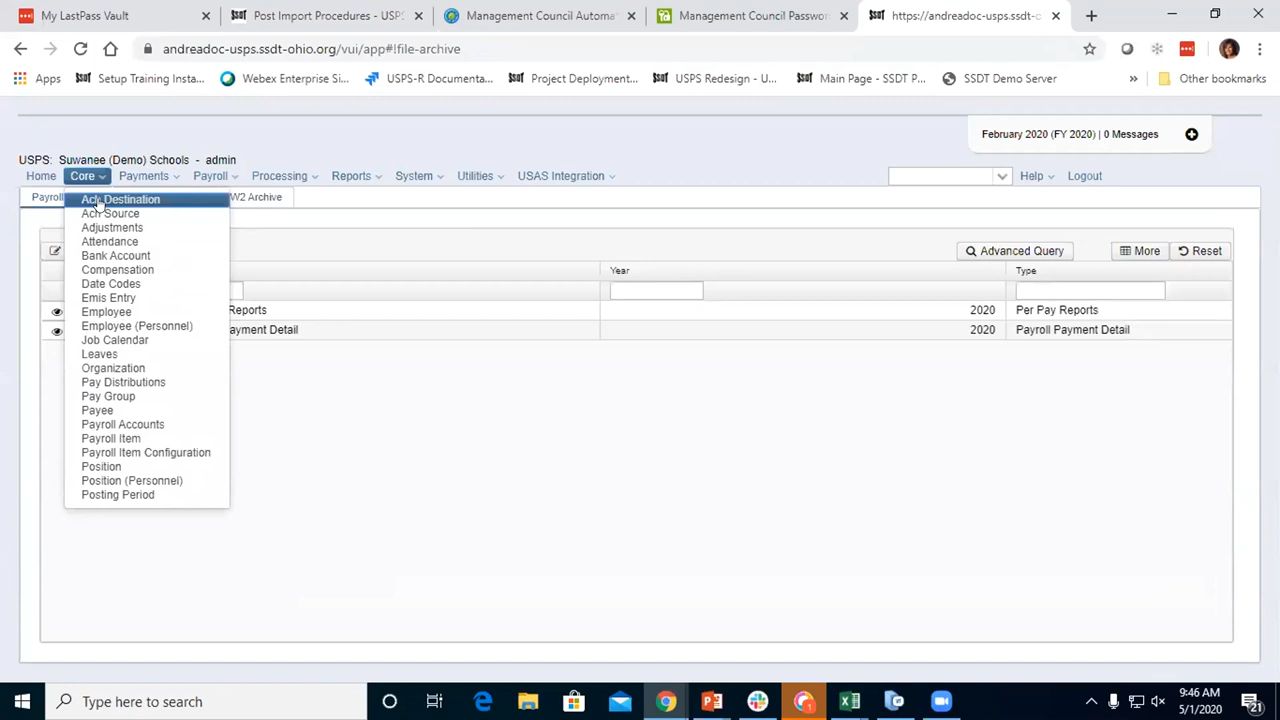 My LastPass Vault
Post Import Procedures - USPS
Management Council Automa
Management Council Passwor
https://andreadoc-usps.ssdt-c
andreadoc-usps.ssdt-ohio.org/vui/app#!file-archive
Apps
Setup Training Insta...
Webex Enterprise Si...
USPS-R Documenta...
Project Deployment...
USPS Redesign - U...
Main Page - SSDT P...
SSDT Demo Server
»
Other bookmarks
February 2020 (FY 2020) | 0 Messages
USPS: Suwanee (Demo) Schools - admin
Home Core Payments Payroll Processing Reports System Utilities USAS Integration Help Logout
Payroll W2 Archive
Ach Destination
Ach Source
Adjustments
Attendance
Bank Account
Compensation
Date Codes
Emis Entry
Employee
Employee (Personnel)
Job Calendar
Leaves
Organization
Pay Distributions
Pay Group
Payee
Payroll Accounts
Payroll Item
Payroll Item Configuration
Position
Position (Personnel)
Posting Period
Advanced Query More Reset
Year Type
Reports 2020 Per Pay Reports
ayment Detail 2020 Payroll Payment Detail
Type here to search
9:46 AM
5/1/2020
21